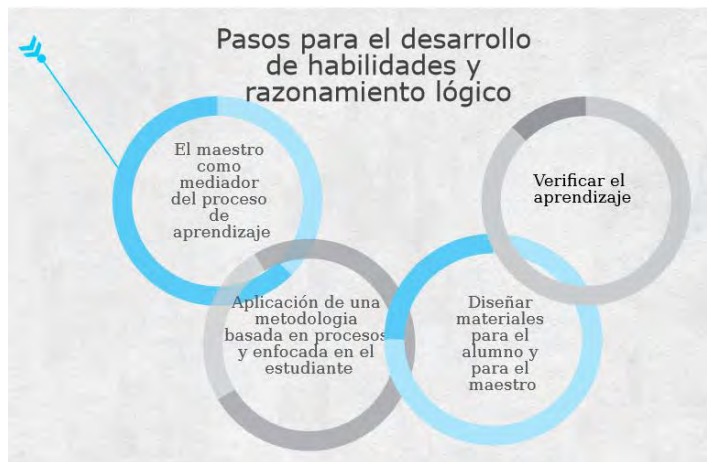 Pasos para el desarrollo
de habilidades y
razonamiento lógico
El maestro
como
mediador
del proceso
de
aprendizaje
Aplicación de una
metodologia
basada en procesos
y enfocada en el
estudiante
Diseñar
materiales
para el
alumno y
para el
maestro
Verificar el
aprendizaje